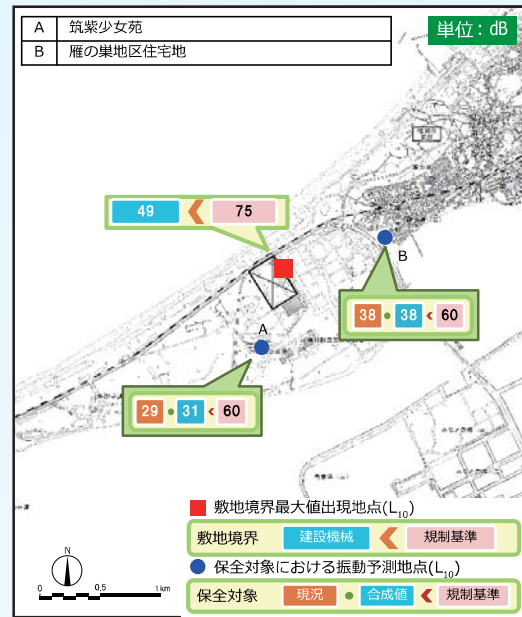 A 筑紫少女苑
B 雁の巣地区住宅地
単位：dB
49 < 75
B
38 • 38 < 60
A
29 • 31 < 60
敷地境界最大値出現地点(L10)
敷地境界 建設機械 < 規制基準
保全対象における振動予測地点(L10)
保全対象 現況 • 合成値 < 規制基準
N
0 0.5 1km